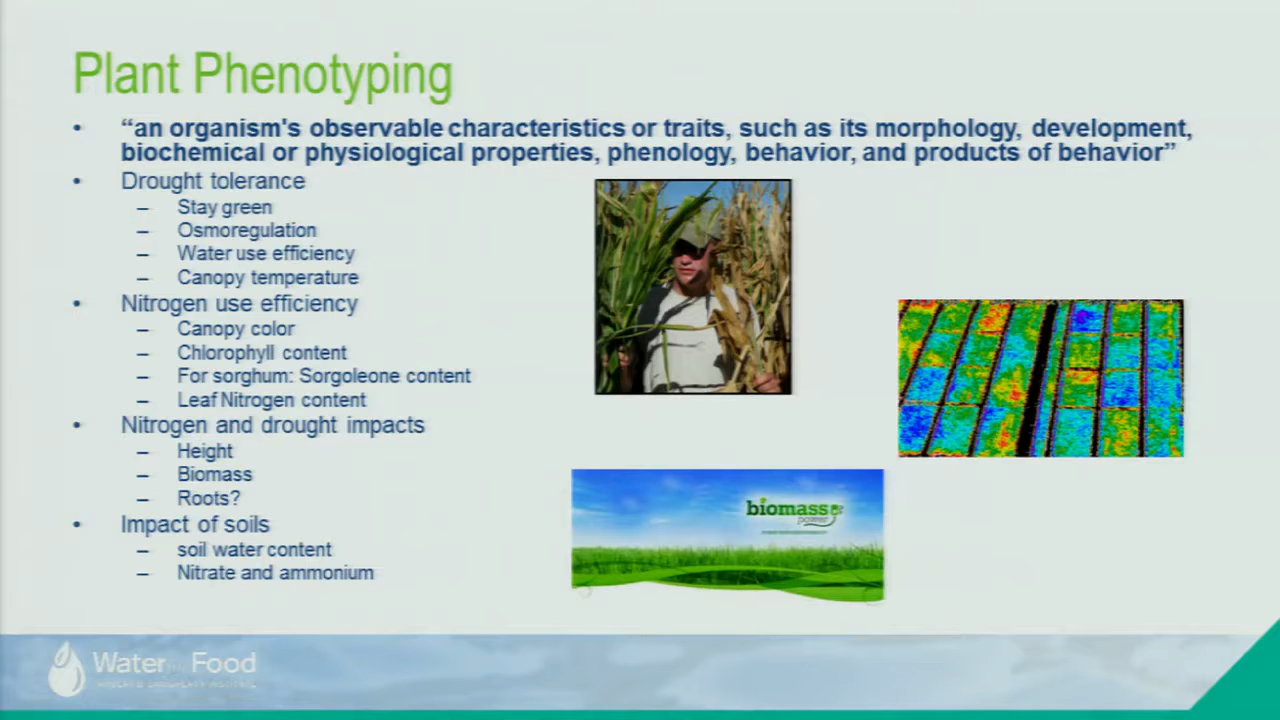 Plant Phenotyping
• “an organism's observable characteristics or traits, such as its morphology, development,
biochemical or physiological properties, phenology, behavior, and products of behavior”
• Drought tolerance
– Stay green
– Osmoregulation
– Water use efficiency
– Canopy temperature
• Nitrogen use efficiency
– Canopy color
– Chlorophyll content
– For sorghum: Sorgoleone content
– Leaf Nitrogen content
• Nitrogen and drought impacts
– Height
– Biomass
– Roots?
• Impact of soils
– soil water content
– Nitrate and ammonium
biomass
power
Water Food